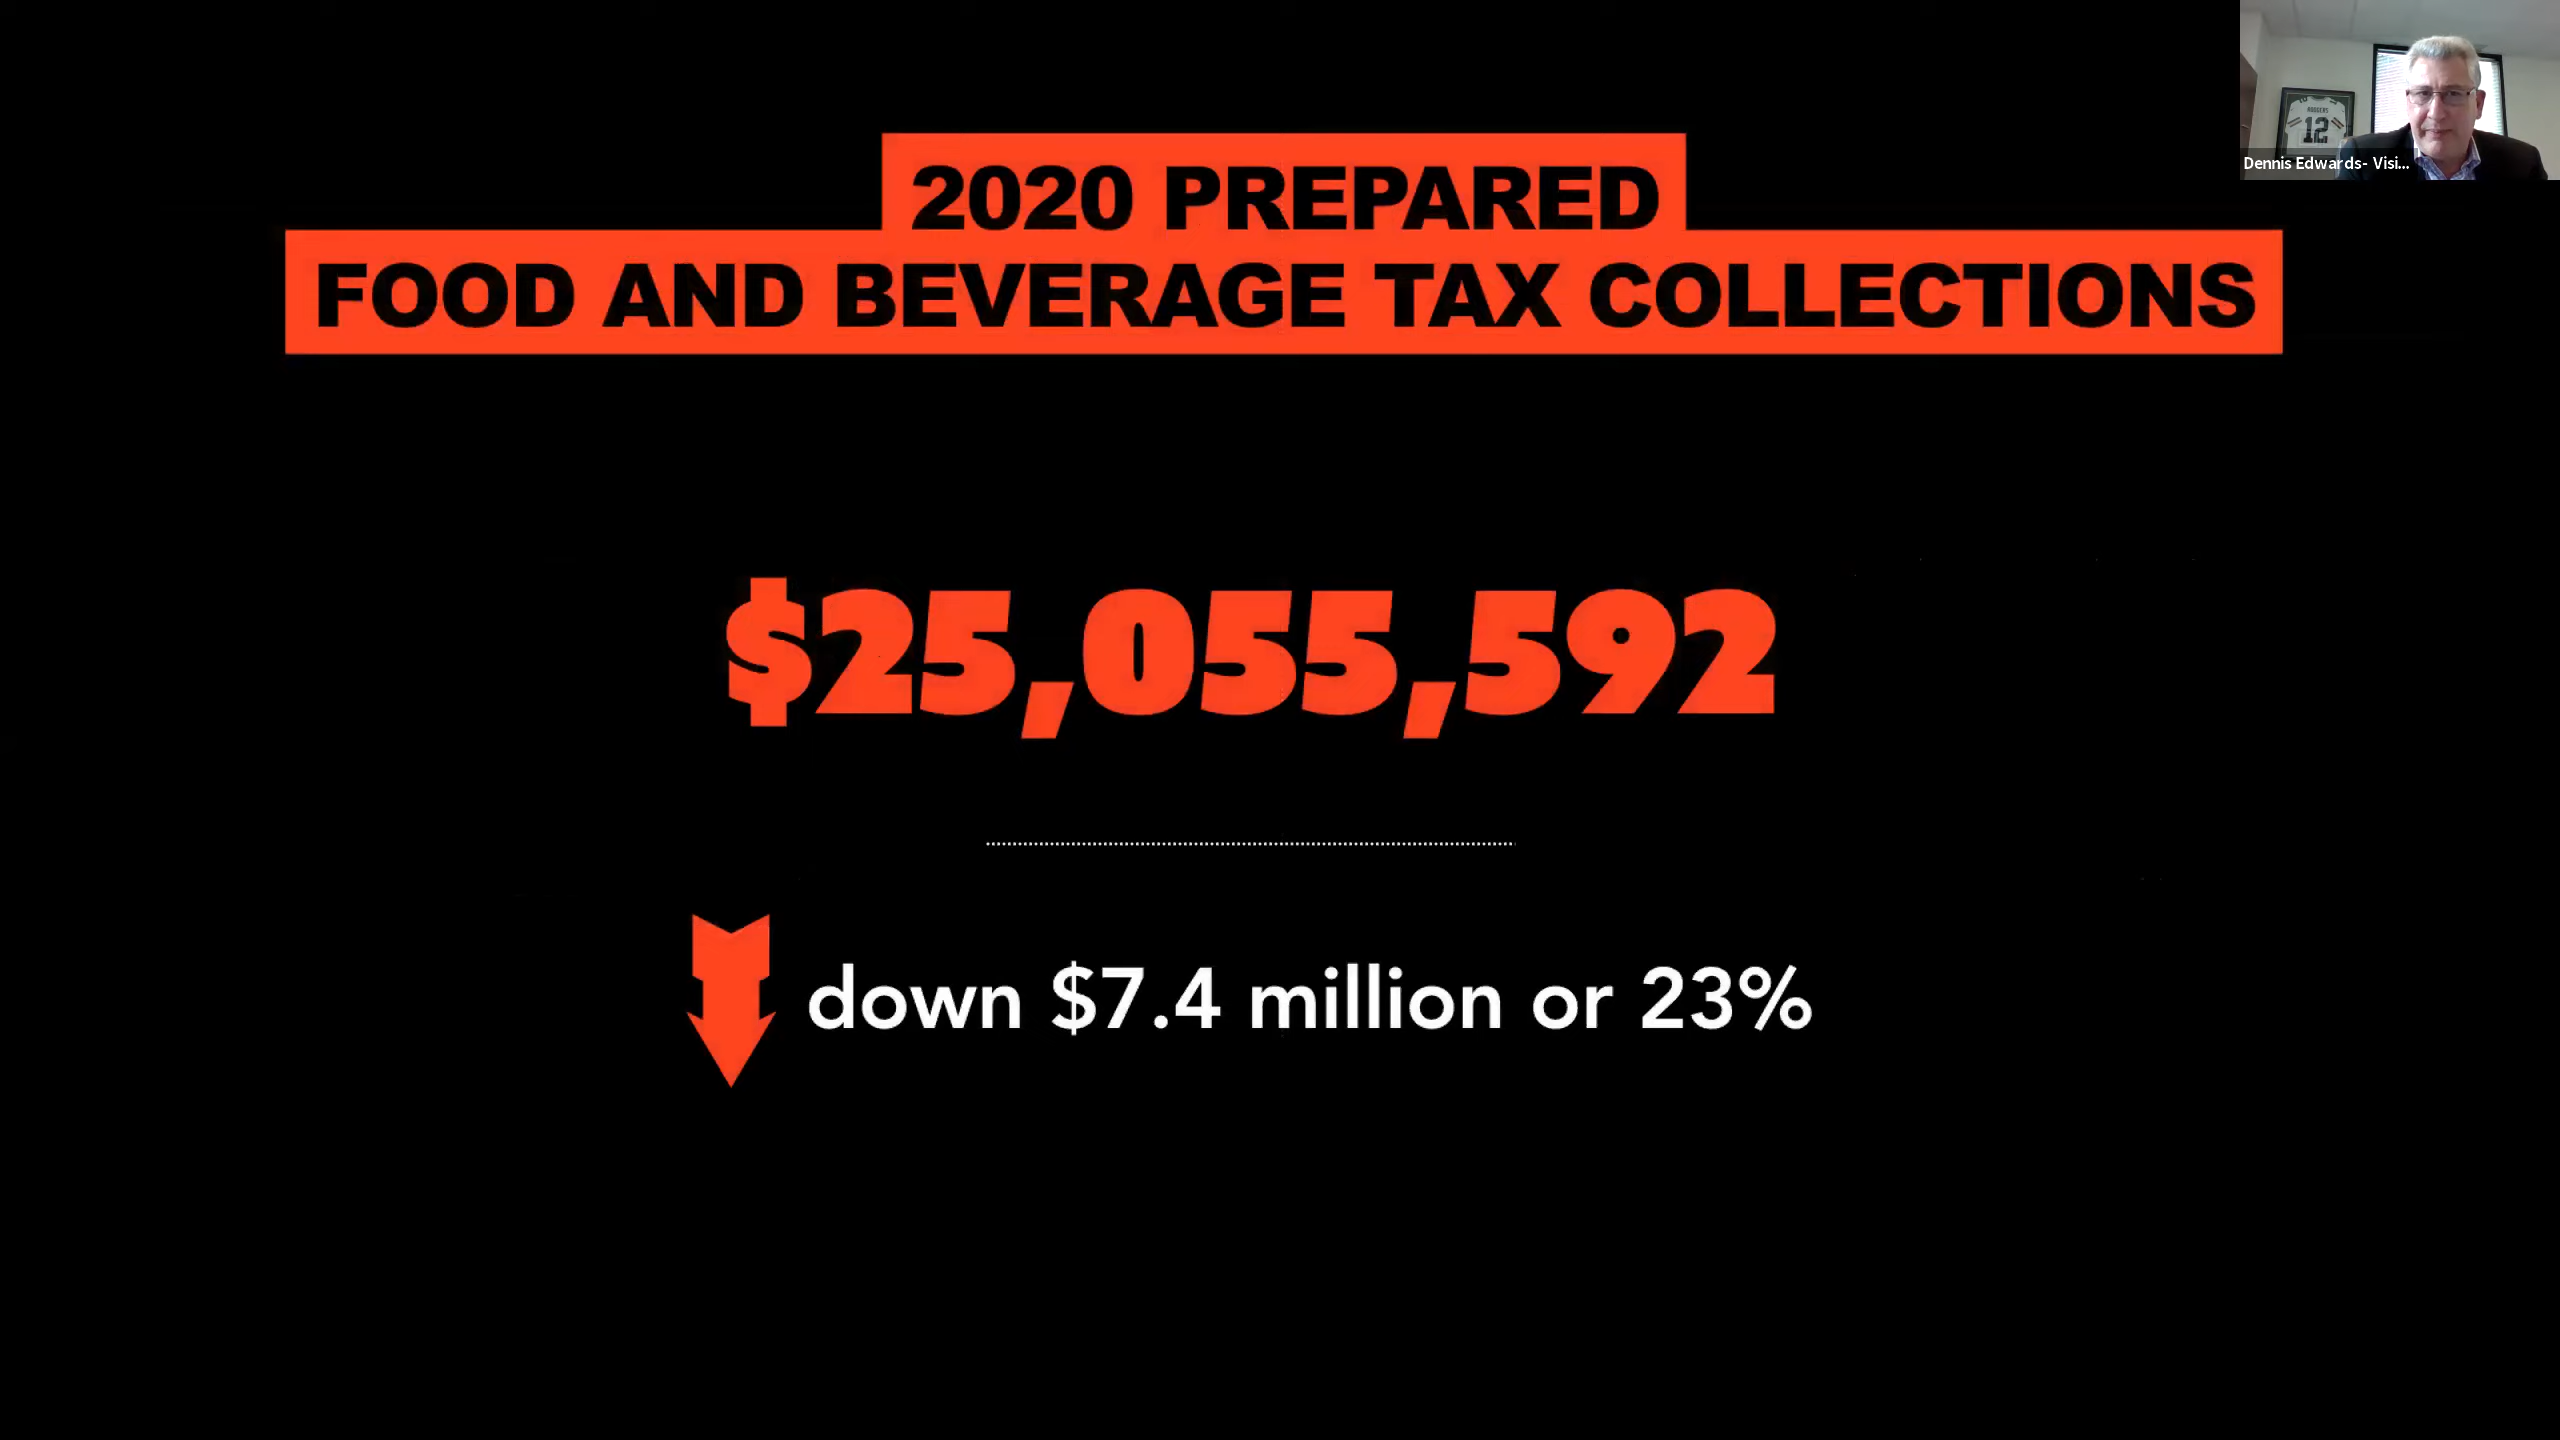 2020 PREPARED
FOOD AND BEVERAGE TAX COLLECTIONS
$25,055,592
down $7.4 million or 23%
RODGERS
12
Dennis Edwards- Visi...